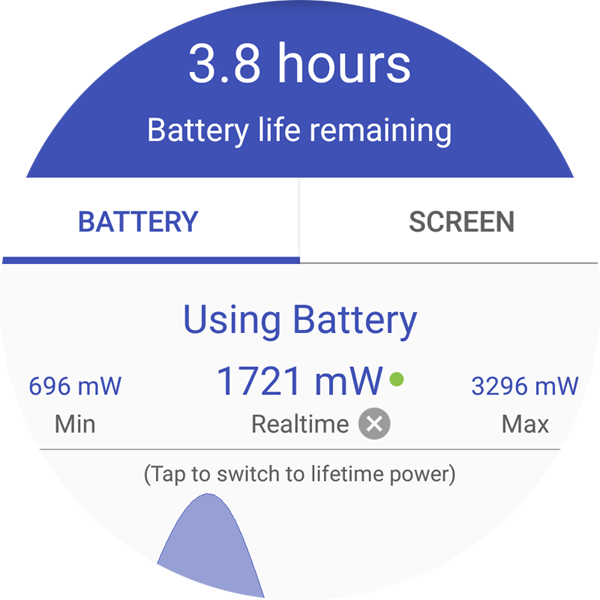 3.8 hours
Battery life remaining
BATTERY
SCREEN
Using Battery
696 mW
1721 mW
3296 mW
Min
Realtime
Max
(Tap to switch to lifetime power)